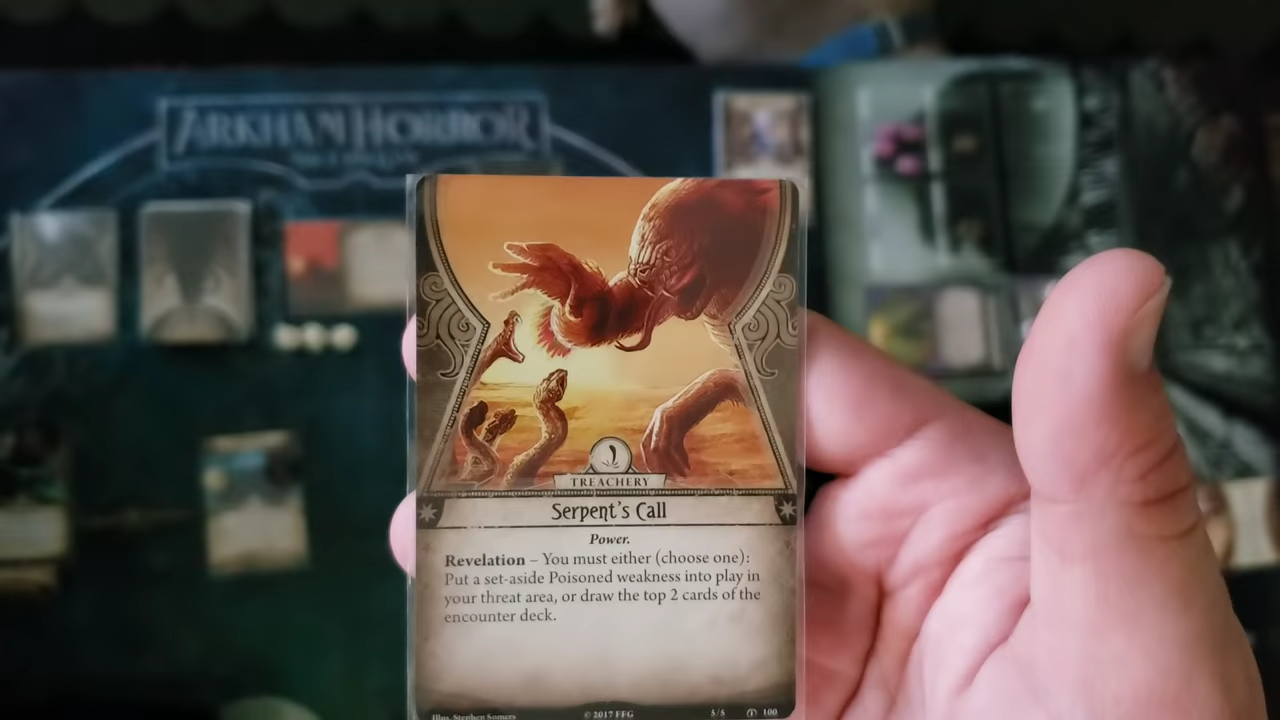 ARKHAM HORROR
TREACHERY
Serpent's Call
Power.
Revelation – You must either (choose one):
Put a set-aside Poisoned weakness into play in
your threat area, or draw the top 2 cards of the
encounter deck.
Illus. Stephen Somers © 2017 FFG 5/5 100